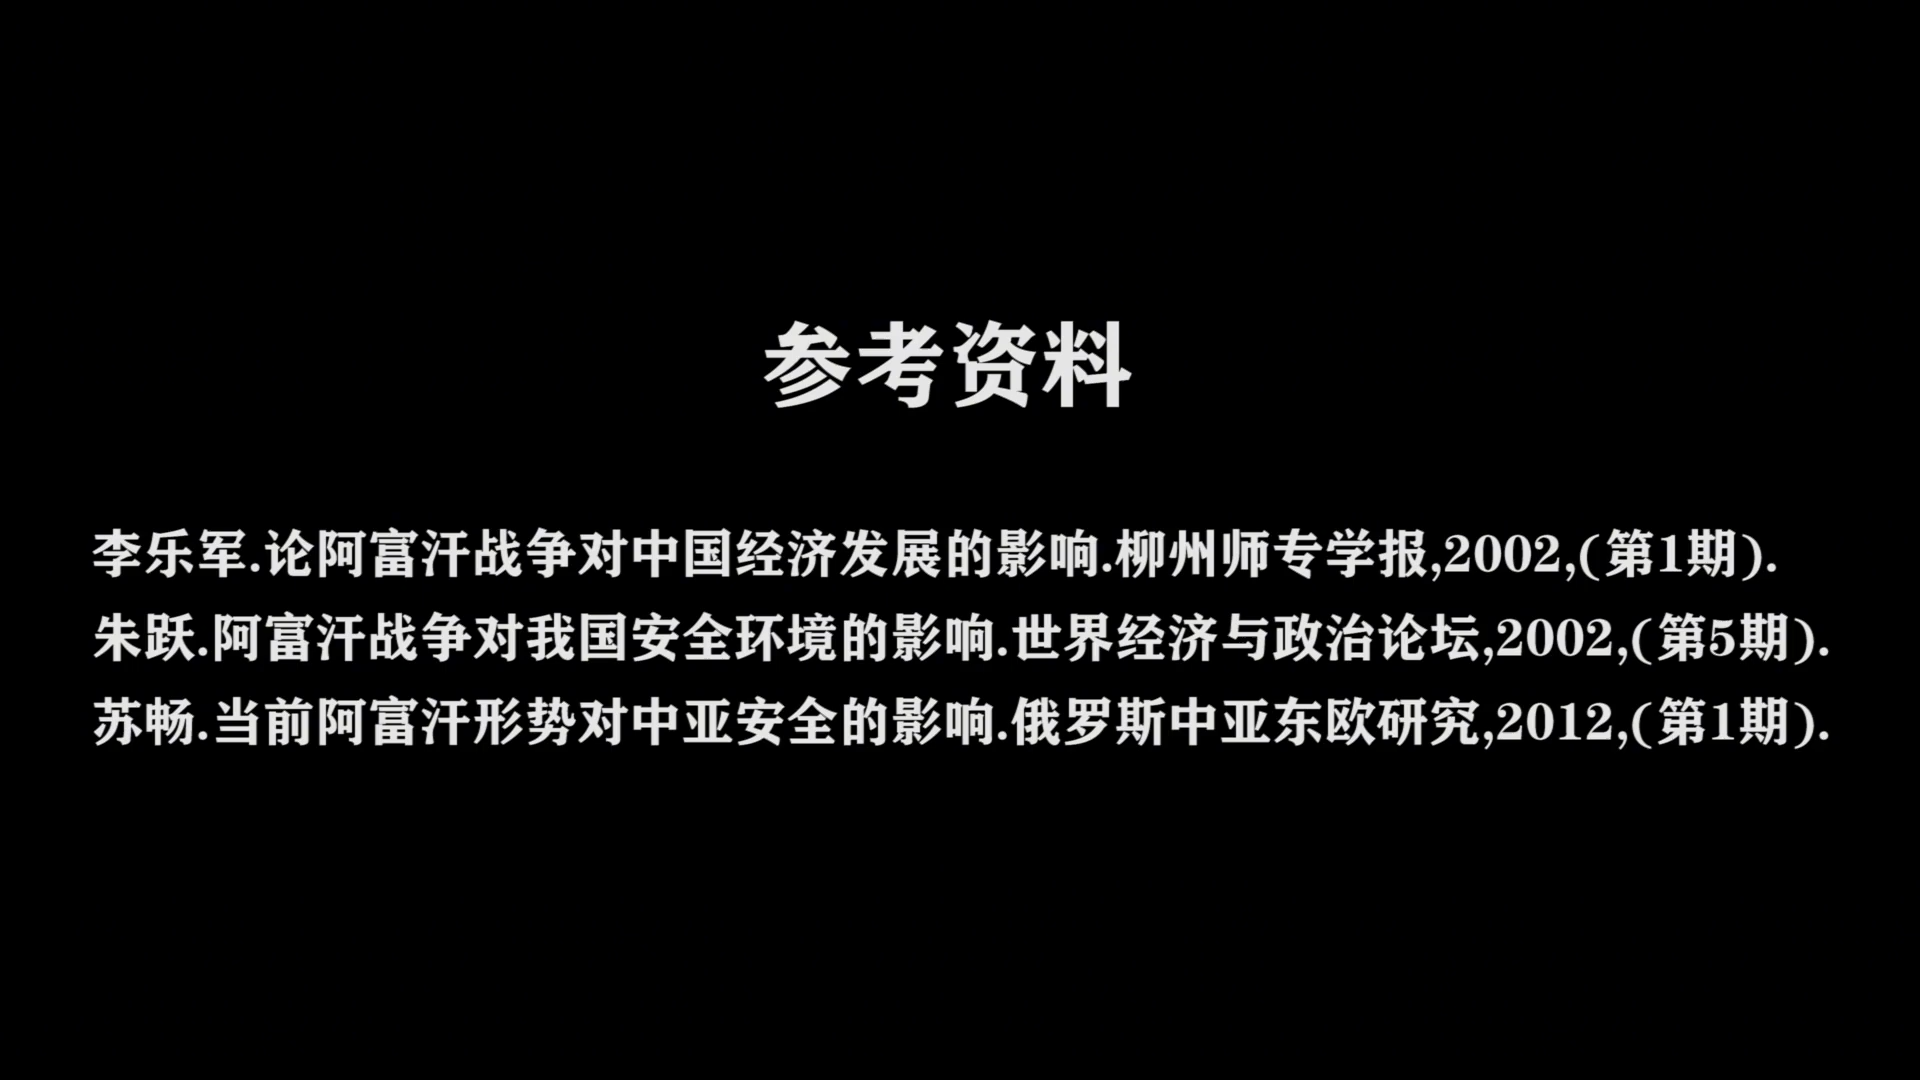 参考资料
李乐军.论阿富汗战争对中国经济发展的影响.柳州师专学报,2002,(第1期).
朱跃.阿富汗战争对我国安全环境的影响.世界经济与政治论坛,2002,(第5期).
苏畅.当前阿富汗形势对中亚安全的影响.俄罗斯中亚东欧研究,2012,(第1期).